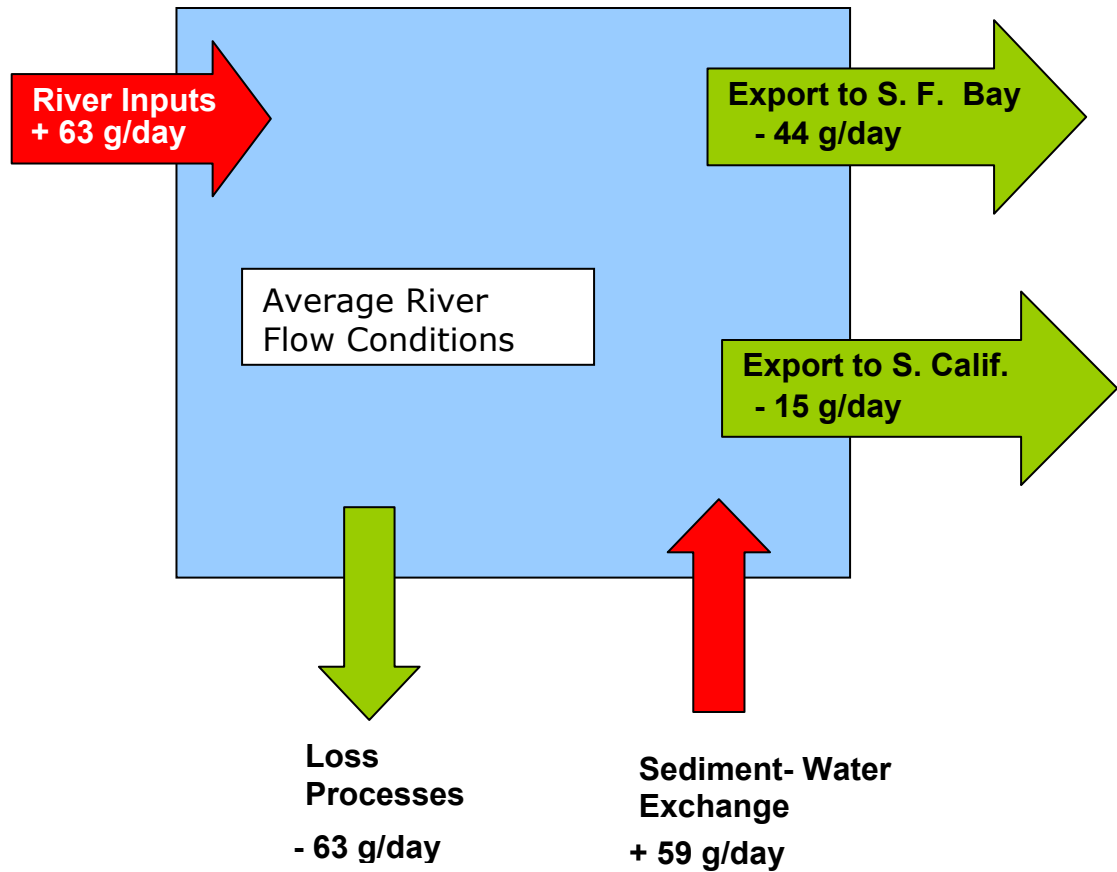 River Inputs
+ 63 g/day
Export to S. F. Bay
- 44 g/day
Average River
Flow Conditions
Export to S. Calif.
- 15 g/day
Loss
Processes
- 63 g/day
Sediment- Water
Exchange
+ 59 g/day